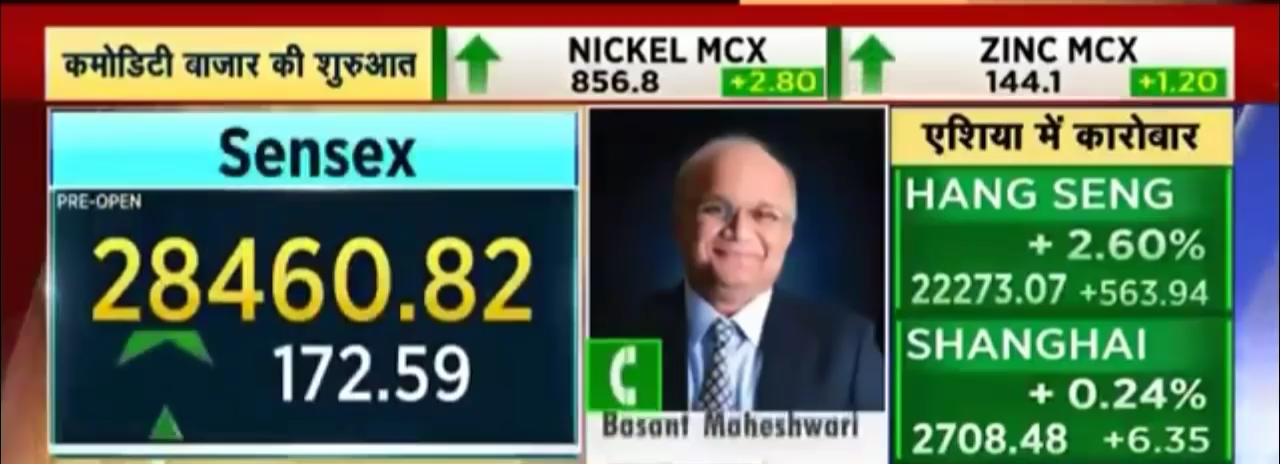 कमोडिटी बाजार की शुरुआत
NICKEL MCX
856.8 +2.80
ZINC MCX
144.1 +1.20
Sensex
PRE-OPEN
28460.82
172.59
Basant Maheshwari
एशिया में कारोबार
HANG SENG
+ 2.60%
22273.07 +563.94
SHANGHAI
+ 0.24%
2708.48 +6.35